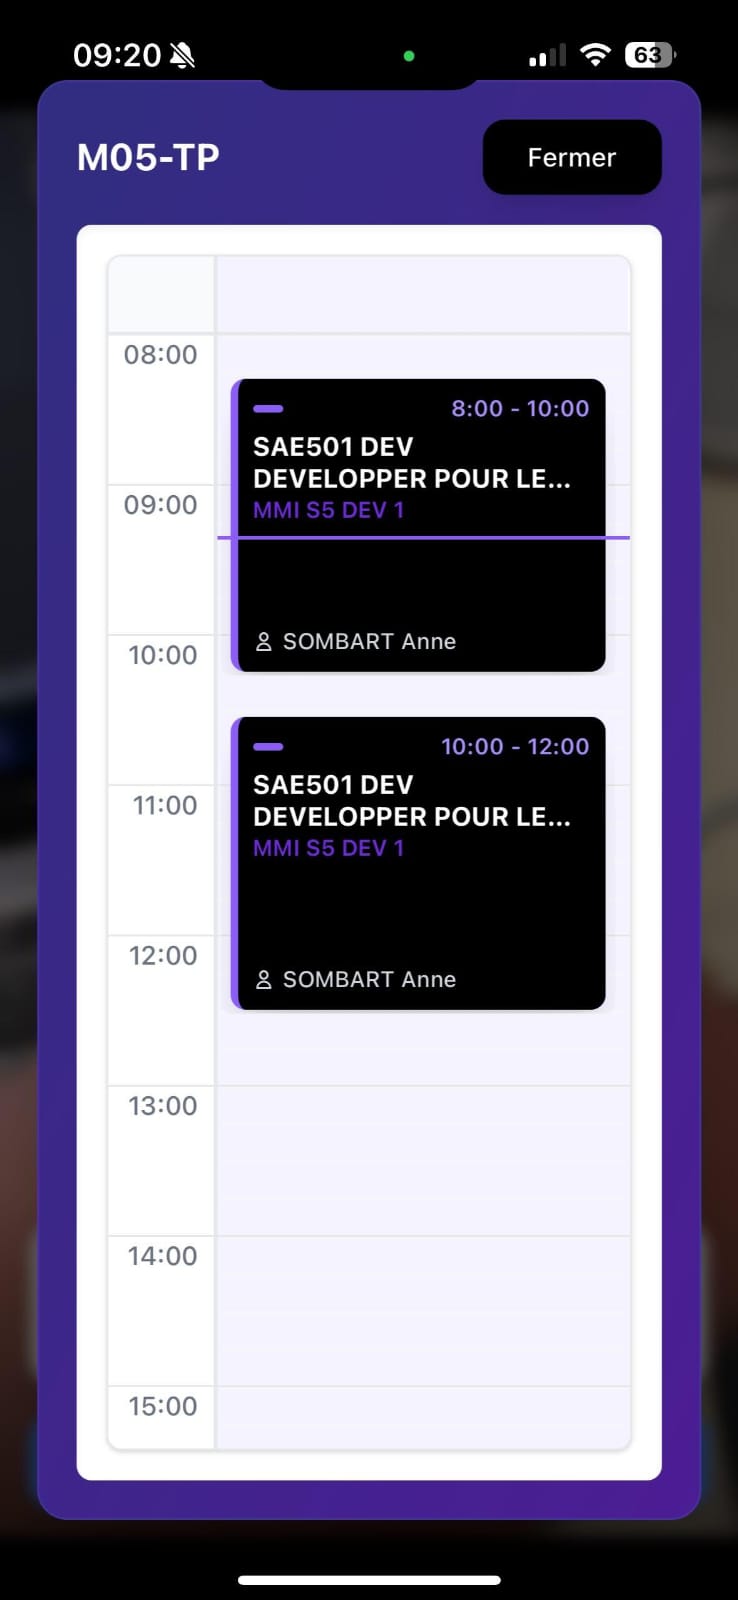 09:20
63
M05-TP
Fermer
08:00
8:00 - 10:00
SAE501 DEV
DEVELOPPER POUR LE...
MMI S5 DEV 1
09:00
SOMBART Anne
10:00
10:00 - 12:00
SAE501 DEV
DEVELOPPER POUR LE...
MMI S5 DEV 1
11:00
12:00
SOMBART Anne
13:00
14:00
15:00